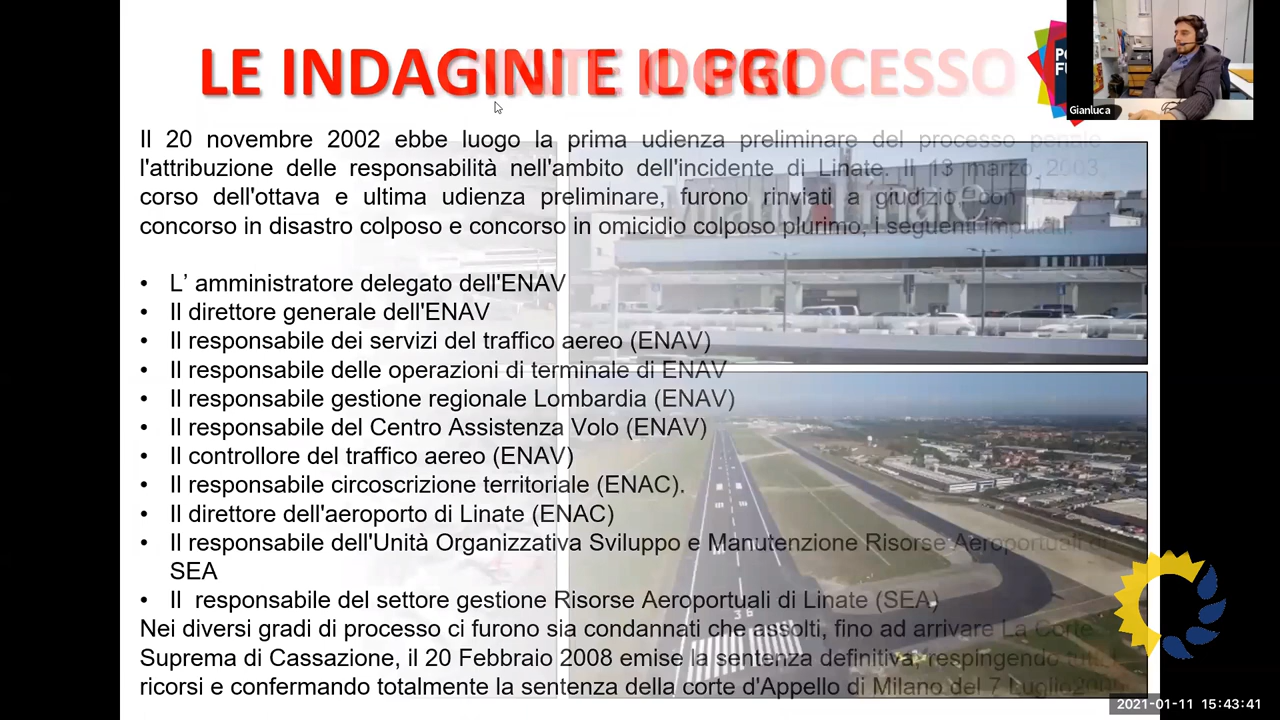 LE INDAGINI E IL PROCESSO
Gianluca
Il 20 novembre 2002 ebbe luogo la prima udienza preliminare del processo penale
l'attribuzione delle responsabilità nell'ambito dell'incidente di Linate. Il 13 marzo 2003,
corso dell'ottava e ultima udienza preliminare, furono rinviati a giudizio, con
concorso in disastro colposo e concorso in omicidio colposo plurimo, i seguenti imputati:
• L' amministratore delegato dell'ENAV
• Il direttore generale dell'ENAV
• Il responsabile dei servizi del traffico aereo (ENAV)
• Il responsabile delle operazioni di terminale di ENAV
• Il responsabile gestione regionale Lombardia (ENAV)
• Il responsabile del Centro Assistenza Volo (ENAV)
• Il controllore del traffico aereo (ENAV)
• Il responsabile circoscrizione territoriale (ENAC).
• Il direttore dell'aeroporto di Linate (ENAC)
• Il responsabile dell'Unità Organizzativa Sviluppo e Manutenzione Risorse Aeroportuali
SEA
• Il responsabile del settore gestione Risorse Aeroportuali di Linate (SEA)
Nei diversi gradi di processo ci furono sia condannati che assolti, fino ad arrivare La Corte
Suprema di Cassazione, il 20 Febbraio 2008 emise la sentenza definitiva, respingendo tutti i
ricorsi e confermando totalmente la sentenza della corte d'Appello di Milano del 7 Luglio
2021-01-11 15:43:41